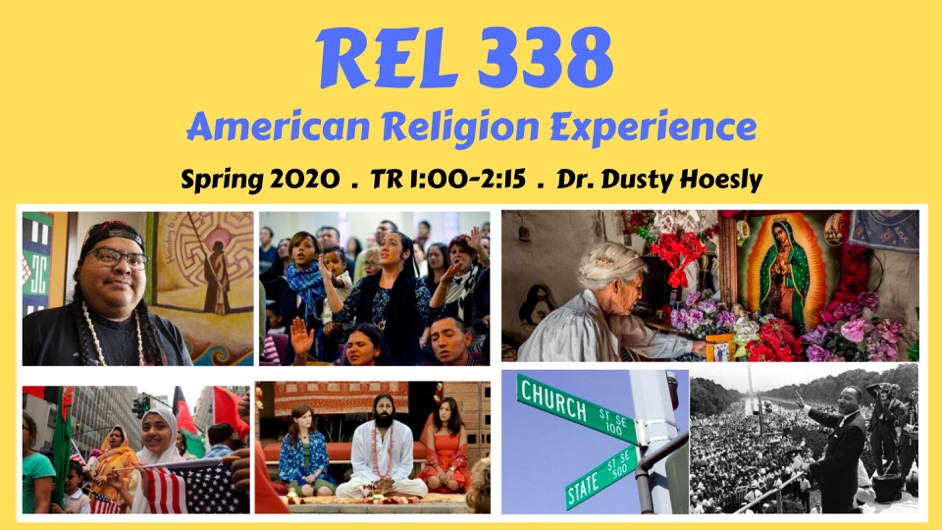 REL 338
American Religion Experience
Spring 2020 . TR 1:00-2:15 . Dr. Dusty Hoesly
CHURCH ST SE 100
STATE ST SE 500